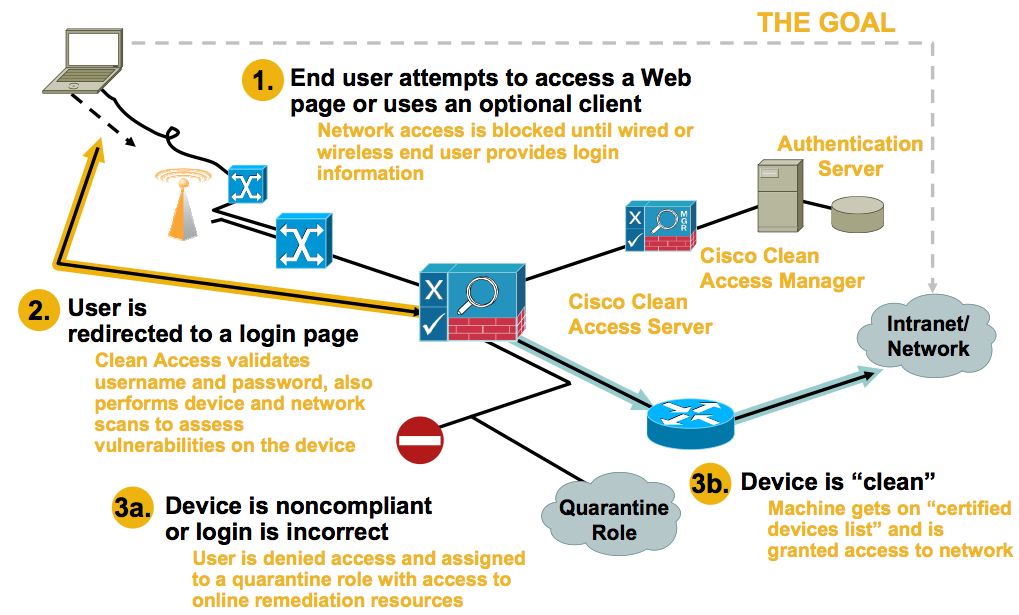 THE GOAL
1. End user attempts to access a Web
page or uses an optional client
Network access is blocked until wired or
wireless end user provides login
information
Authentication
Server
MGR
Cisco Clean
Access Manager
Cisco Clean
Access Server
2. User is
redirected to a login page
Clean Access validates
username and password, also
performs device and network
scans to assess
vulnerabilities on the device
Intranet/
Network
3a. Device is noncompliant
or login is incorrect
User is denied access and assigned
to a quarantine role with access to
online remediation resources
Quarantine
Role
3b. Device is “clean”
Machine gets on “certified
devices list” and is
granted access to network